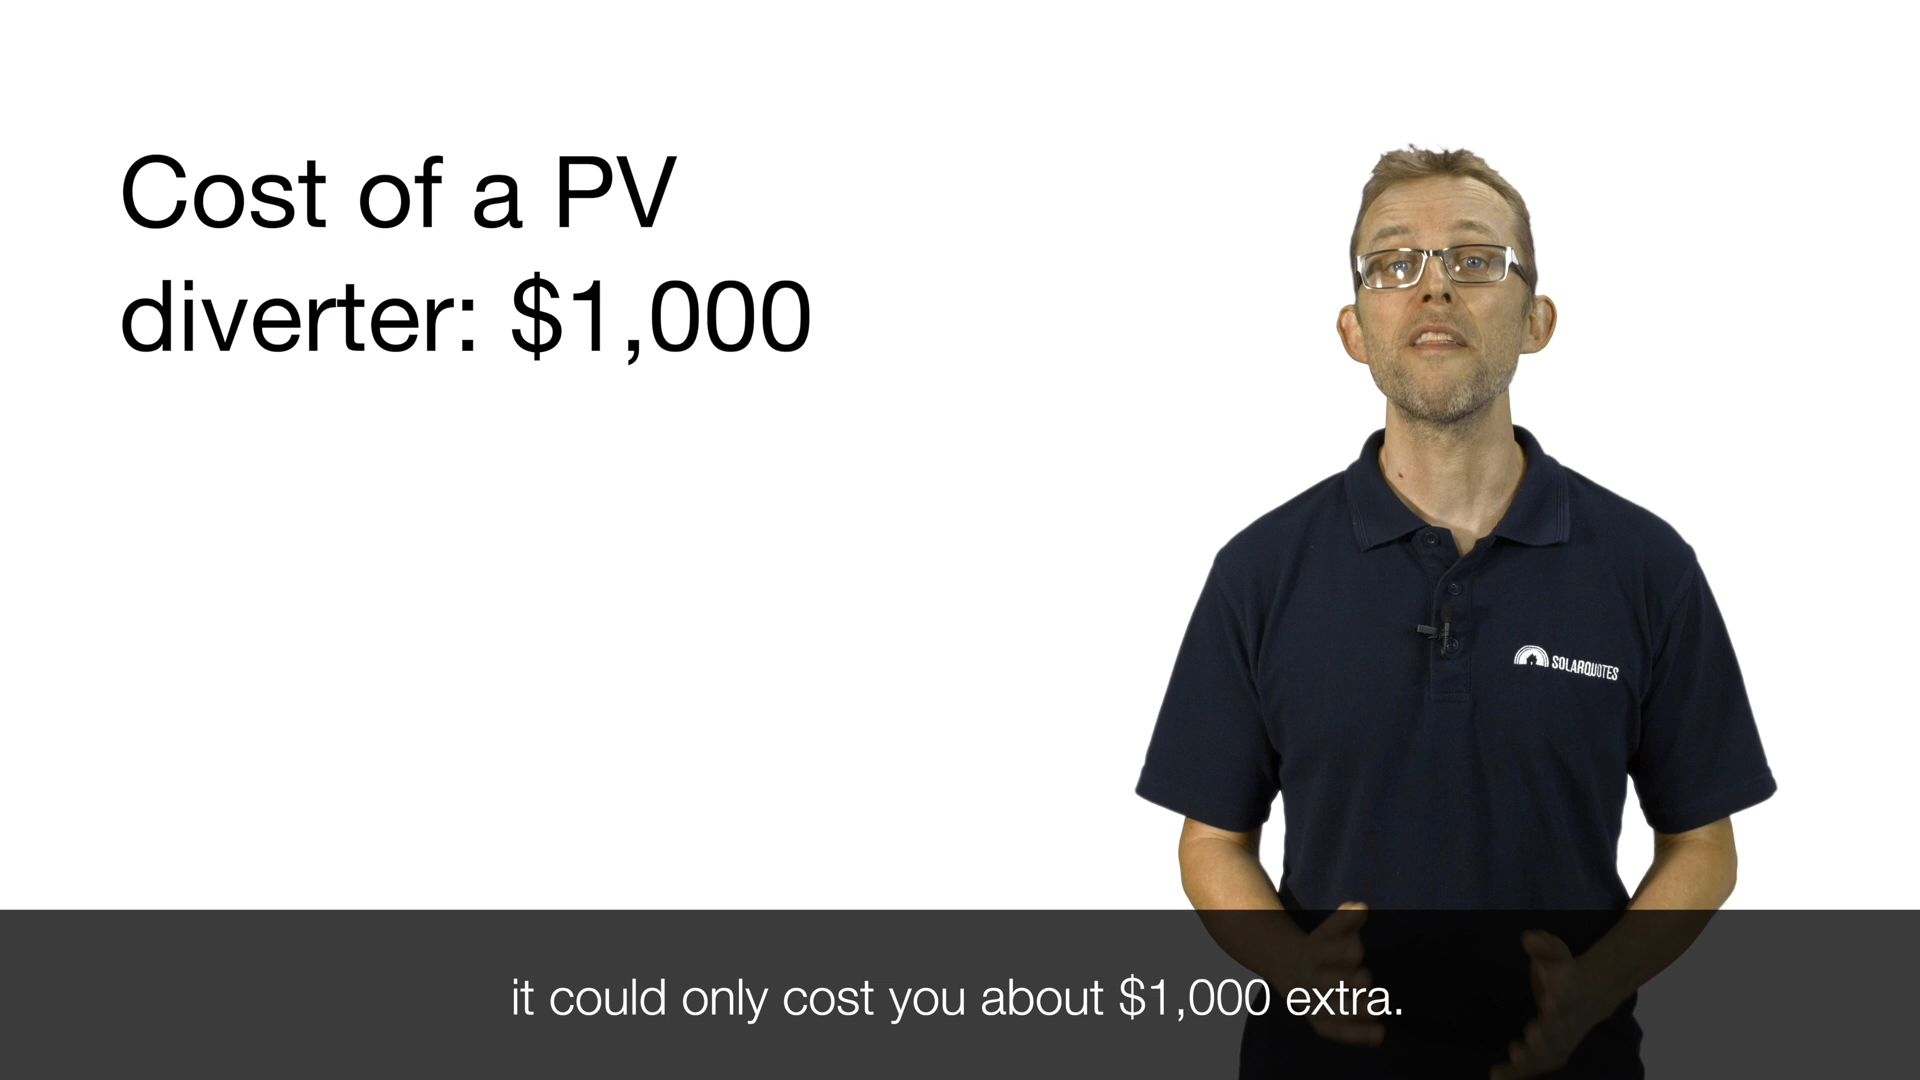 Cost of a PV
diverter: $1,000
SOLARQUOTES
it could only cost you about $1,000 extra.